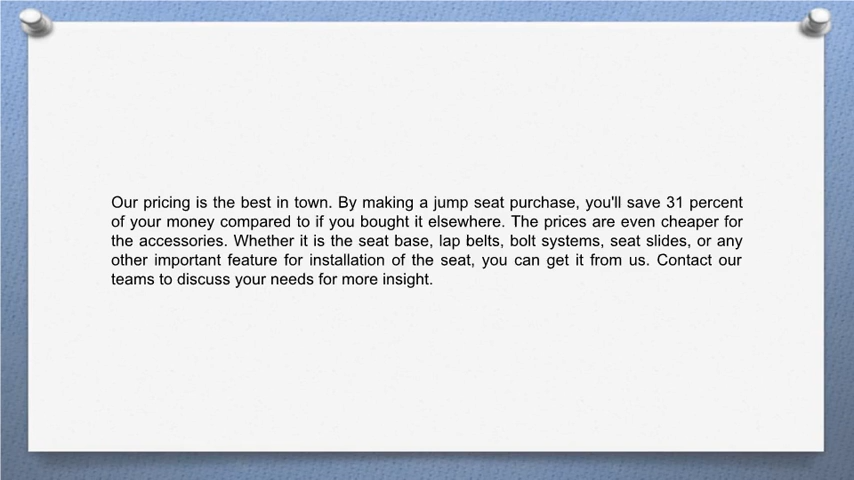 Our pricing is the best in town. By making a jump seat purchase, you'll save 31 percent
of your money compared to if you bought it elsewhere. The prices are even cheaper for
the accessories. Whether it is the seat base, lap belts, bolt systems, seat slides, or any
other important feature for installation of the seat, you can get it from us. Contact our
teams to discuss your needs for more insight.